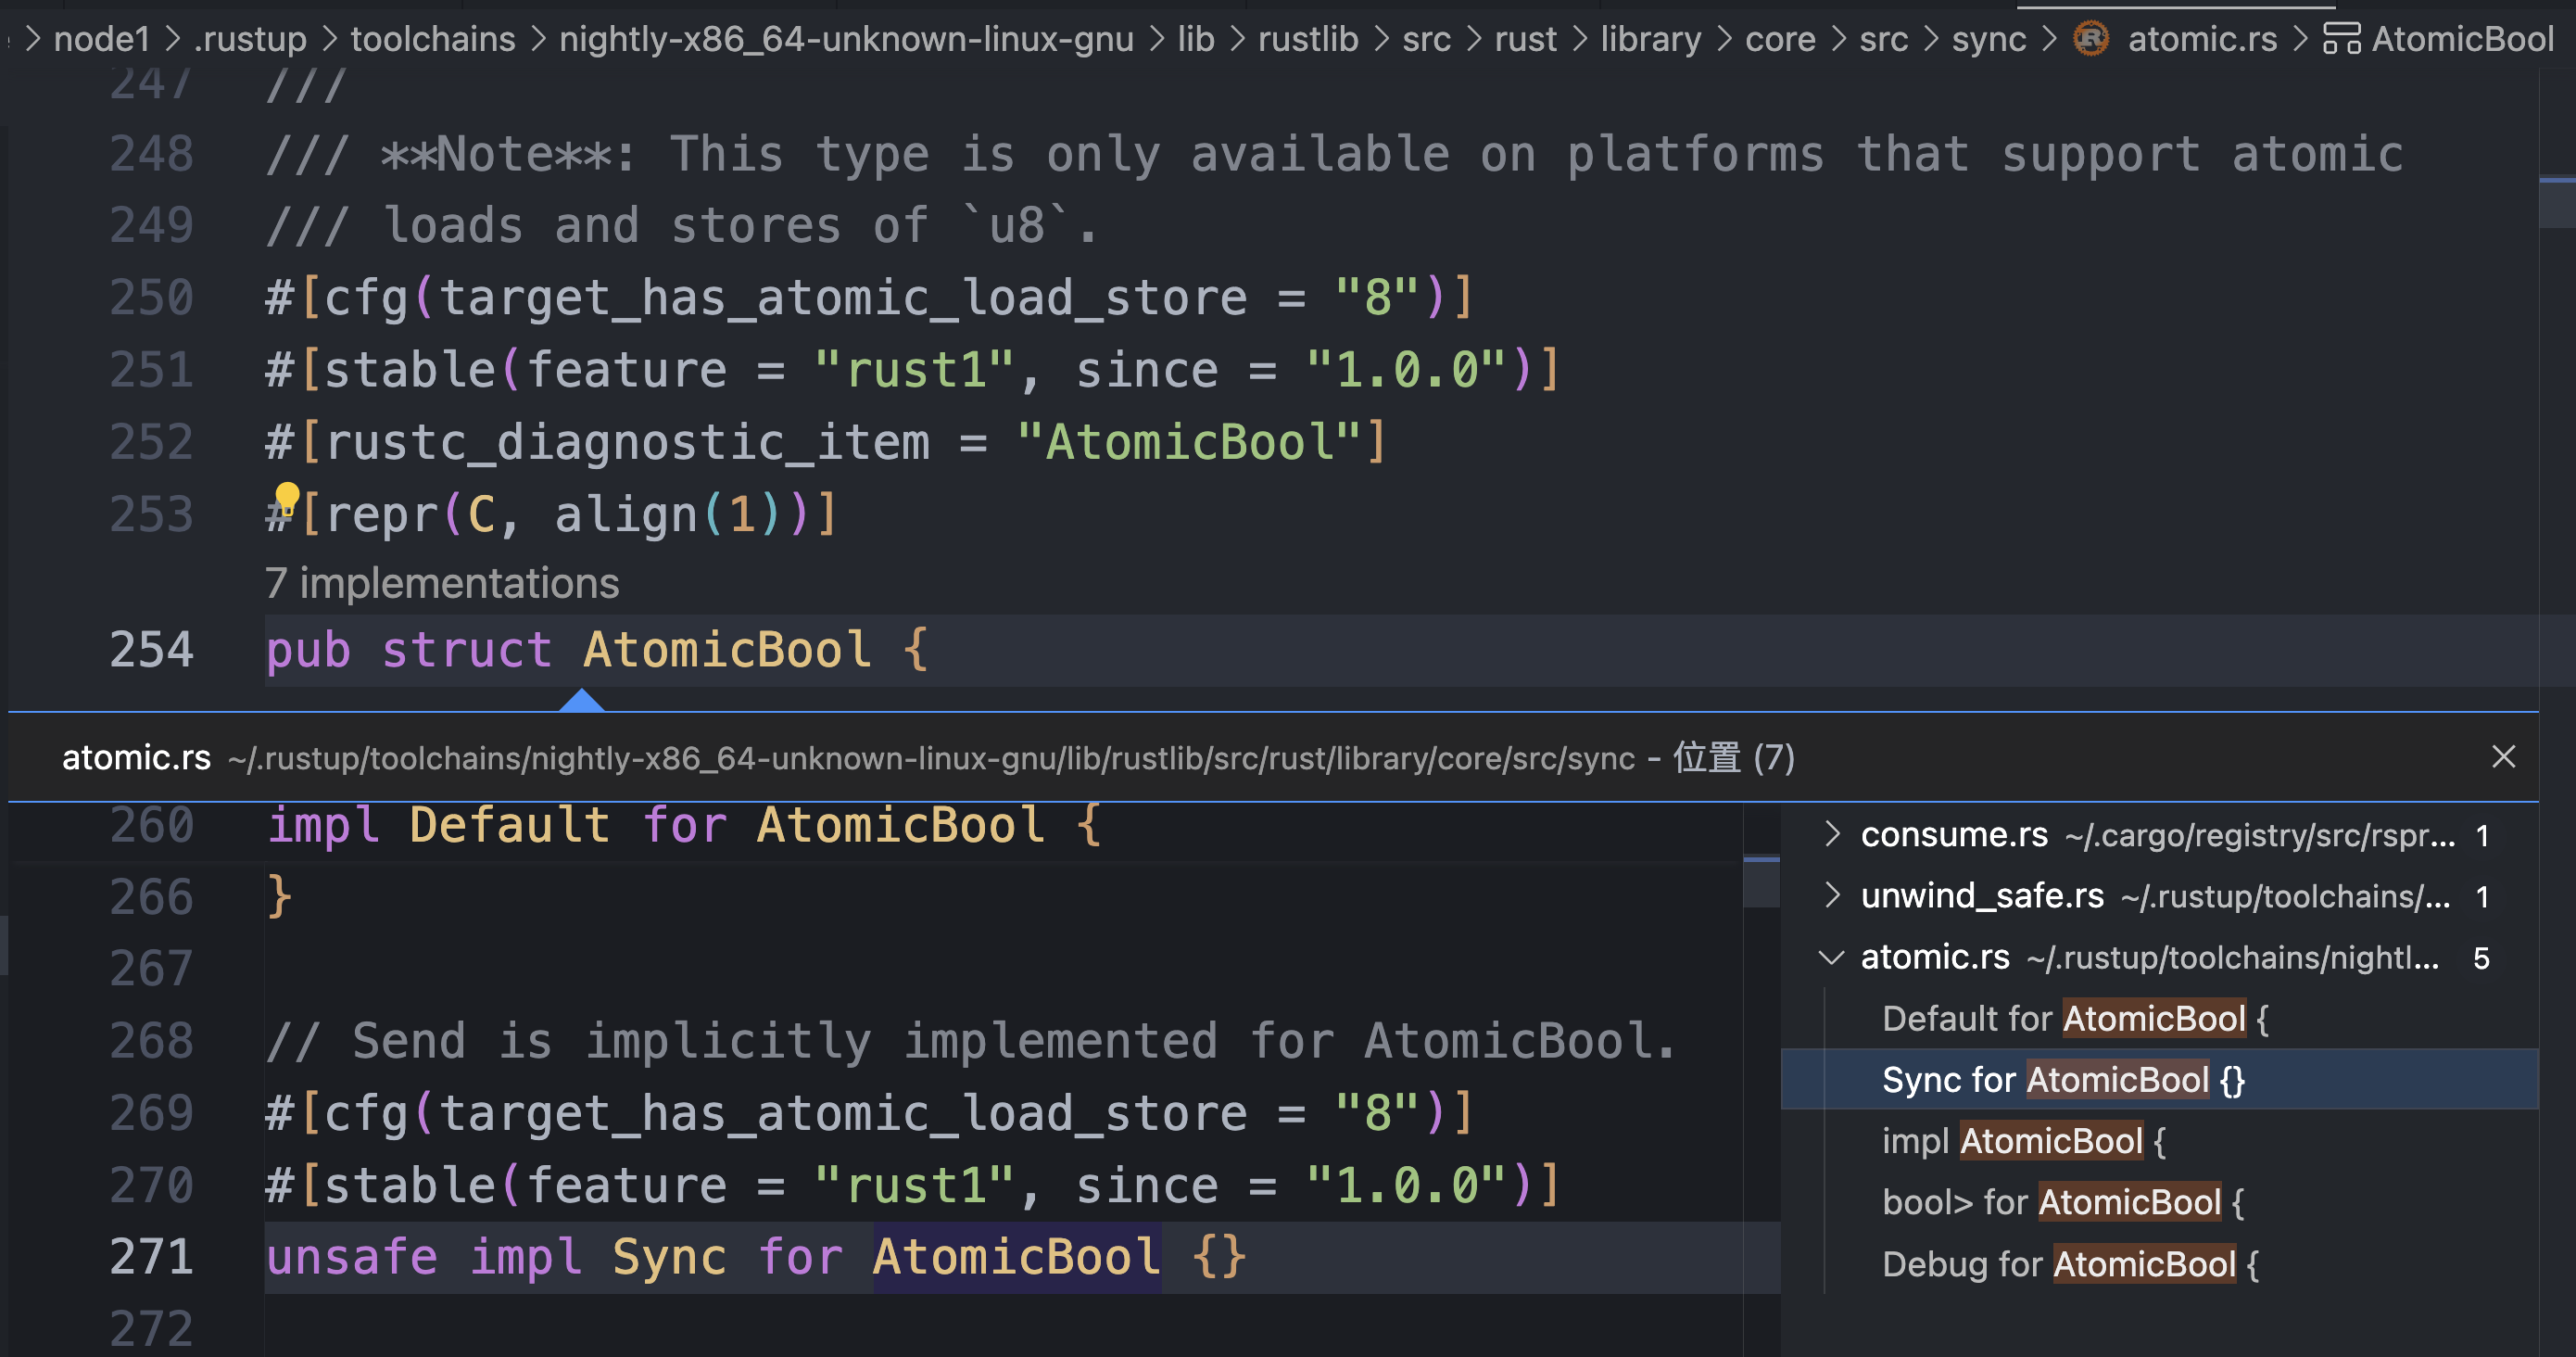 node1 > .rustup > toolchains > nightly-x86_64-unknown-linux-gnu > lib > rustlib > src > rust > library > core > src > sync > atomic.rs > AtomicBool
247 ///
248 /// **Note**: This type is only available on platforms that support atomic
249 /// loads and stores of `u8`.
250 #[cfg(target_has_atomic_load_store = "8")]
251 #[stable(feature = "rust1", since = "1.0.0")]
252 #[rustc_diagnostic_item = "AtomicBool"]
253 #[repr(C, align(1))]
7 implementations
254 pub struct AtomicBool {
atomic.rs ~/.rustup/toolchains/nightly-x86_64-unknown-linux-gnu/lib/rustlib/src/rust/library/core/src/sync - 位置 (7)
260 impl Default for AtomicBool {
266 }
267
268 // Send is implicitly implemented for AtomicBool.
269 #[cfg(target_has_atomic_load_store = "8")]
270 #[stable(feature = "rust1", since = "1.0.0")]
271 unsafe impl Sync for AtomicBool {}
272
consume.rs ~/.cargo/registry/src/rspr... 1
unwind_safe.rs ~/.rustup/toolchains/... 1
atomic.rs ~/.rustup/toolchains/nightl... 5
Default for AtomicBool {
Sync for AtomicBool {}
impl AtomicBool {
bool> for AtomicBool {
Debug for AtomicBool {